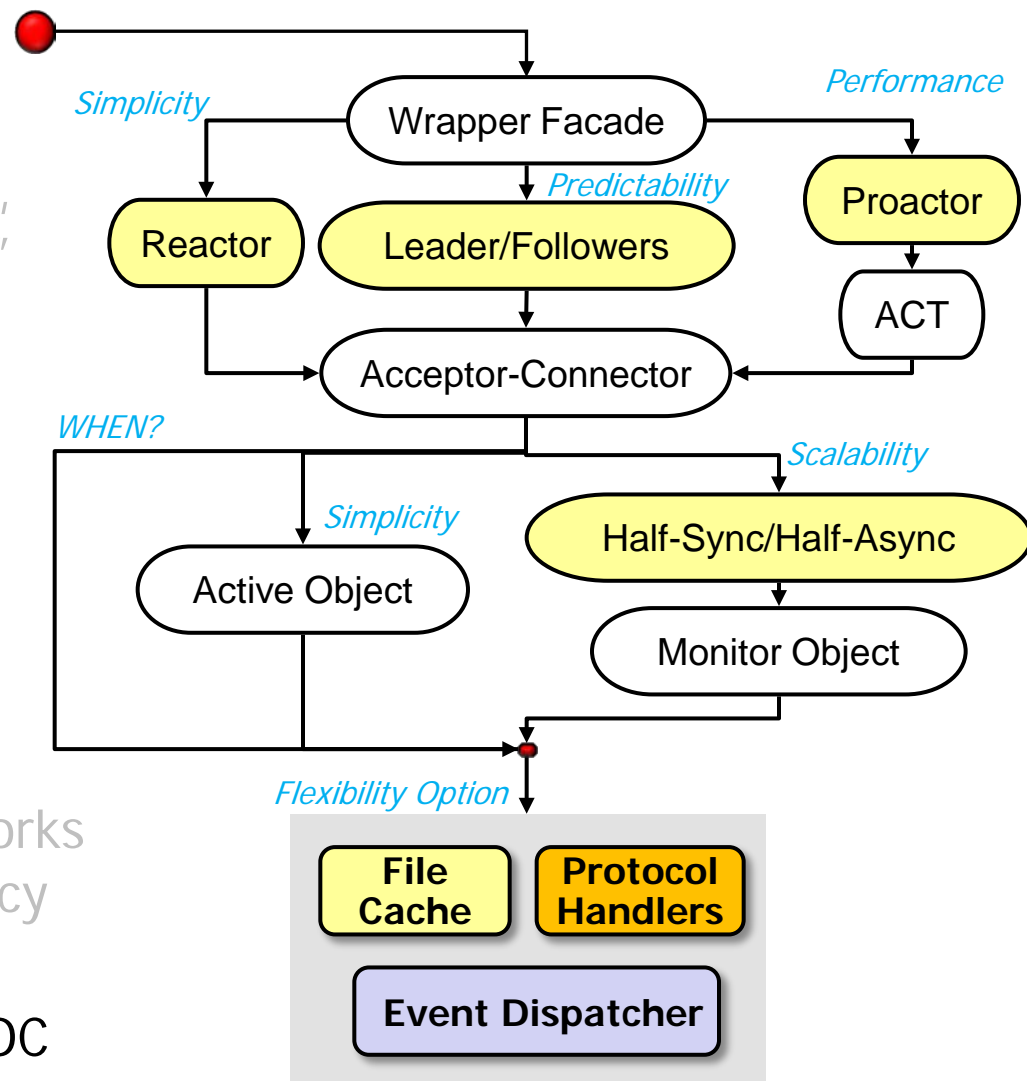 Performance
Simplicity
Wrapper Facade
Predictability
Proactor
Reactor
Leader/Followers
ACT
Acceptor-Connector
WHEN?
Scalability
Simplicity
Half-Sync/Half-Async
Active Object
Monitor Object
Flexibility Option
File
Cache
Protocol
Handlers
Event Dispatcher